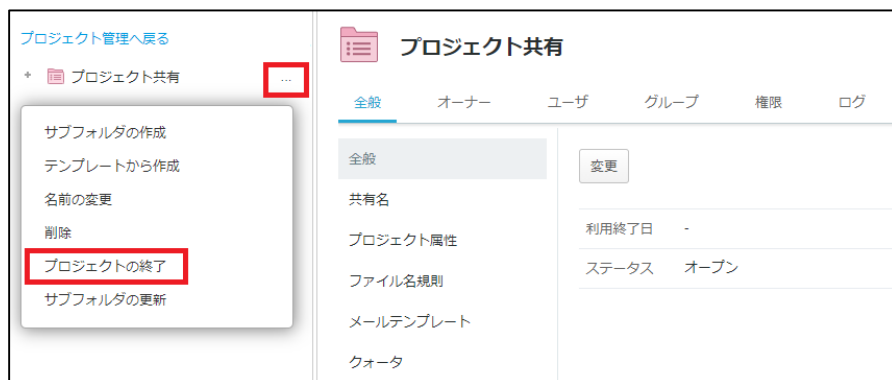 プロジェクト管理へ戻る
プロジェクト共有
...
サブフォルダの作成
テンプレートから作成
名前の変更
削除
プロジェクトの終了
サブフォルダの更新
プロジェクト共有
全般 オーナー ユーザ グループ 権限 ログ
全般
共有名
プロジェクト属性
ファイル名規則
メールテンプレート
クォータ
変更
利用終了日 -
ステータス オープン